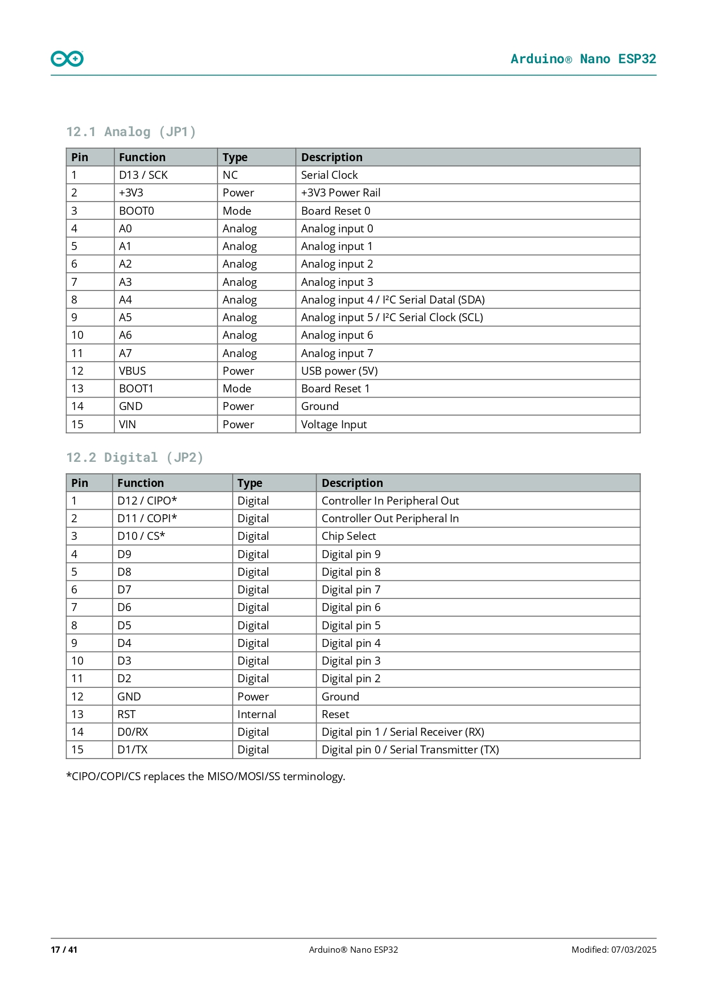 Arduino® Nano ESP32
12.1 Analog (JP1)
Pin Function Type Description
1 D13 / SCK NC Serial Clock
2 +3V3 Power +3V3 Power Rail
3 BOOT0 Mode Board Reset 0
4 A0 Analog Analog input 0
5 A1 Analog Analog input 1
6 A2 Analog Analog input 2
7 A3 Analog Analog input 3
8 A4 Analog Analog input 4 / I²C Serial Datal (SDA)
9 A5 Analog Analog input 5 / I²C Serial Clock (SCL)
10 A6 Analog Analog input 6
11 A7 Analog Analog input 7
12 VBUS Power USB power (5V)
13 BOOT1 Mode Board Reset 1
14 GND Power Ground
15 VIN Power Voltage Input
12.2 Digital (JP2)
Pin Function Type Description
1 D12 / CIPO* Digital Controller In Peripheral Out
2 D11 / COPI* Digital Controller Out Peripheral In
3 D10 / CS* Digital Chip Select
4 D9 Digital Digital pin 9
5 D8 Digital Digital pin 8
6 D7 Digital Digital pin 7
7 D6 Digital Digital pin 6
8 D5 Digital Digital pin 5
9 D4 Digital Digital pin 4
10 D3 Digital Digital pin 3
11 D2 Digital Digital pin 2
12 GND Power Ground
13 RST Internal Reset
14 D0/RX Digital Digital pin 1 / Serial Receiver (RX)
15 D1/TX Digital Digital pin 0 / Serial Transmitter (TX)
*CIPO/COPI/CS replaces the MISO/MOSI/SS terminology.
17 / 41 Arduino® Nano ESP32 Modified: 07/03/2025